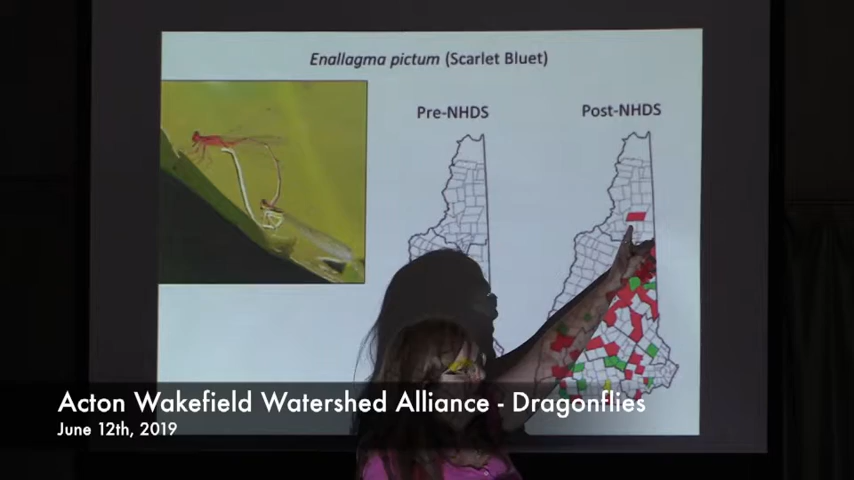 Enallagma pictum (Scarlet Bluet)
Pre-NHDS
Post-NHDS
Acton Wakefield Watershed Alliance - Dragonflies
June 12th, 2019